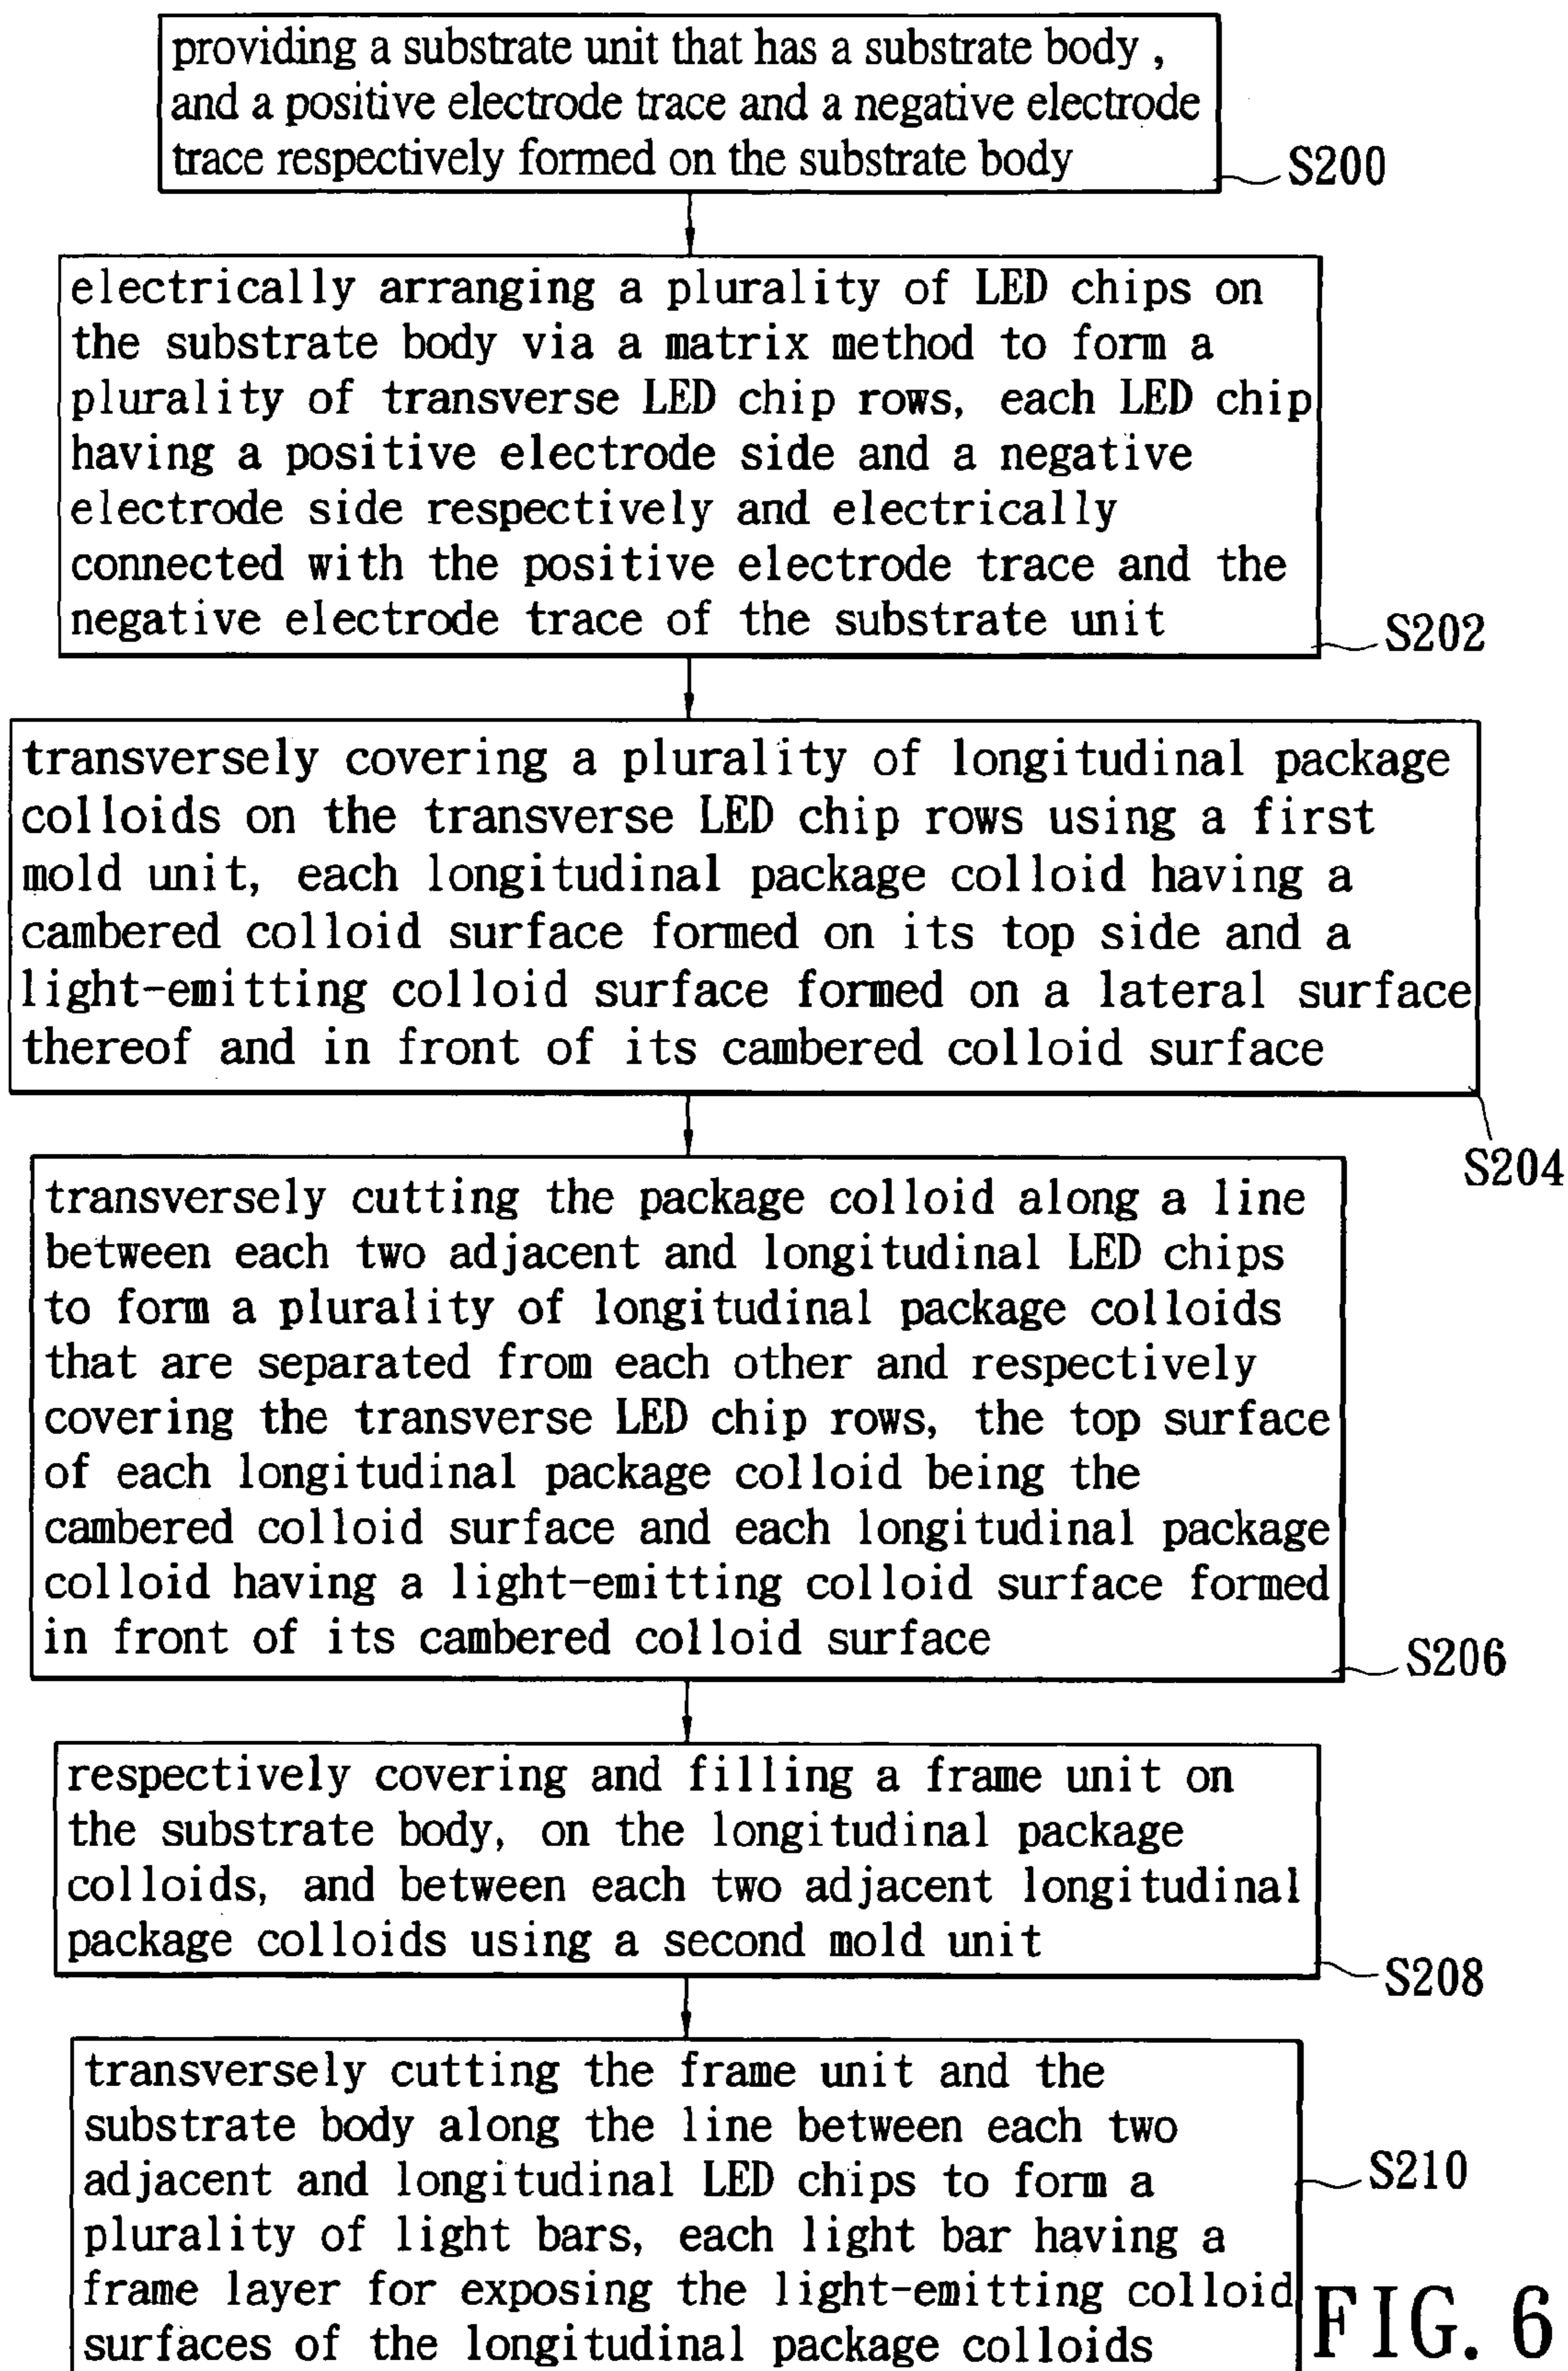 providing a substrate unit that has a substrate body ,
and a positive electrode trace and a negative electrode
trace respectively formed on the substrate body
S200
electrically arranging a plurality of LED chips on
the substrate body via a matrix method to form a
plurality of transverse LED chip rows, each LED chip
having a positive electrode side and a negative
electrode side respectively and electrically
connected with the positive electrode trace and the
negative electrode trace of the substrate unit
S202
transversely covering a plurality of longitudinal package
colloids on the transverse LED chip rows using a first
mold unit, each longitudinal package colloid having a
cambered colloid surface formed on its top side and a
light-emitting colloid surface formed on a lateral surface
thereof and in front of its cambered colloid surface
S204
transversely cutting the package colloid along a line
between each two adjacent and longitudinal LED chips
to form a plurality of longitudinal package colloids
that are separated from each other and respectively
covering the transverse LED chip rows, the top surface
of each longitudinal package colloid being the
cambered colloid surface and each longitudinal package
colloid having a light-emitting colloid surface formed
in front of its cambered colloid surface
S206
respectively covering and filling a frame unit on
the substrate body, on the longitudinal package
colloids, and between each two adjacent longitudinal
package colloids using a second mold unit
S208
transversely cutting the frame unit and the
substrate body along the line between each two
adjacent and longitudinal LED chips to form a
plurality of light bars, each light bar having a
frame layer for exposing the light-emitting colloid
surfaces of the longitudinal package colloids
S210
FIG. 6